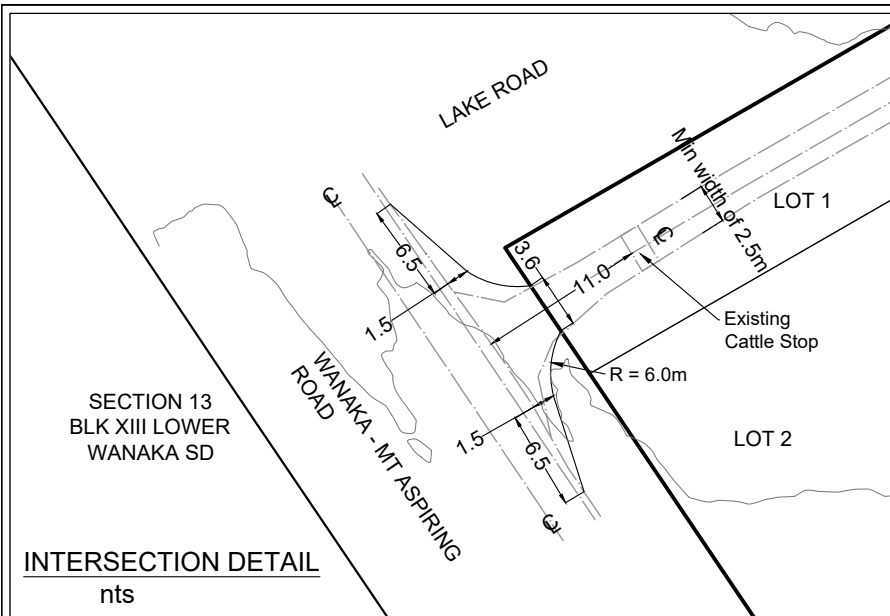 LAKE ROAD
Min width of 2.5m
LOT 1
℄
℄
3.6
6.5
11.0
1.5
Existing
Cattle Stop
WANAKA - MT ASPIRING
ROAD
R = 6.0m
SECTION 13
BLK XIII LOWER
WANAKA SD
1.5
6.5
LOT 2
℄
INTERSECTION DETAIL
nts